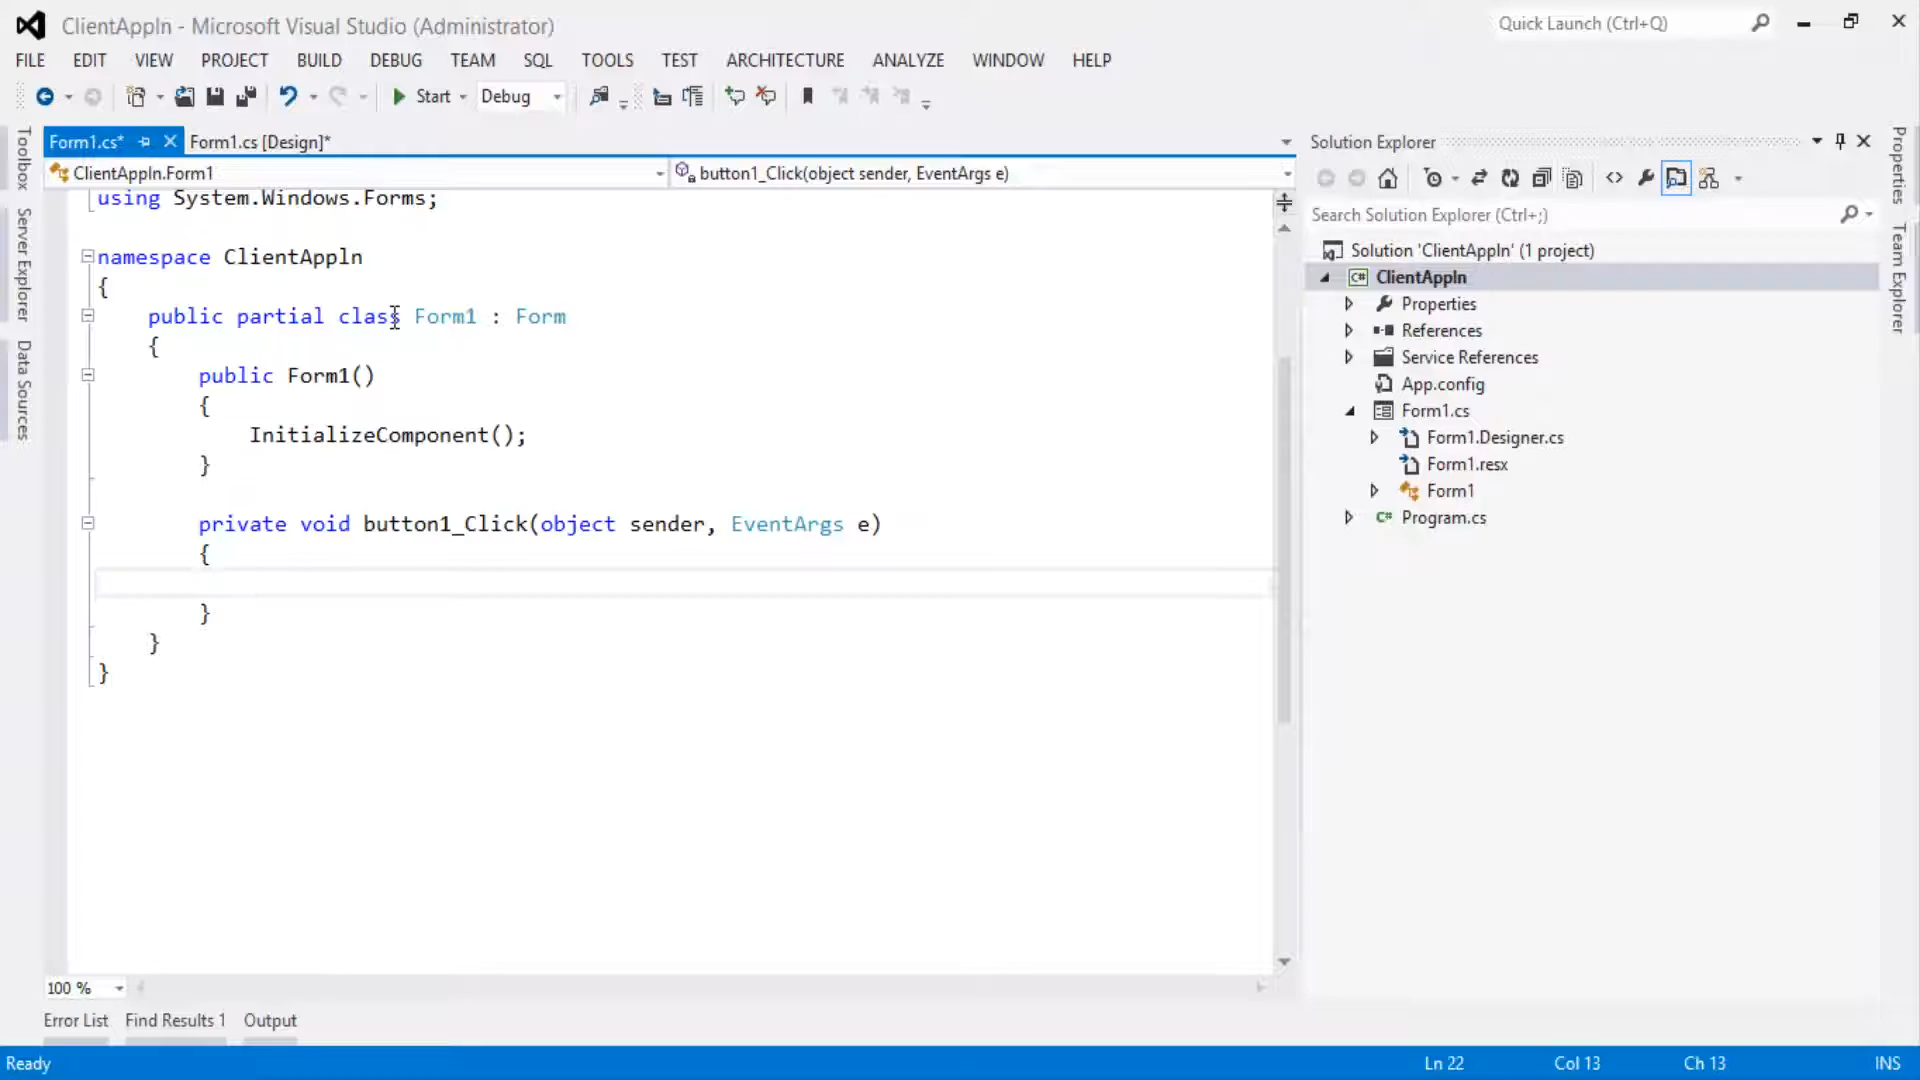 ClientAppln - Microsoft Visual Studio (Administrator)
Quick Launch (Ctrl+Q)
FILE EDIT VIEW PROJECT BUILD DEBUG TEAM SQL TOOLS TEST ARCHITECTURE ANALYZE WINDOW HELP
Start Debug
Toolbox
Server Explorer
Data Sources
Form1.cs* Form1.cs [Design]*
ClientAppln.Form1 button1_Click(object sender, EventArgs e)
using System.Windows.Forms;
namespace ClientAppln
{
public partial class Form1 : Form
{
public Form1()
{
InitializeComponent();
}
private void button1_Click(object sender, EventArgs e)
{
}
}
}
100 %
Error List Find Results 1 Output
Solution Explorer
Search Solution Explorer (Ctrl+;)
Solution 'ClientAppln' (1 project)
C# ClientAppln
Properties
References
Service References
App.config
Form1.cs
Form1.Designer.cs
Form1.resx
Form1
C# Program.cs
Properties
Team Explorer
Ready Ln 22 Col 13 Ch 13 INS